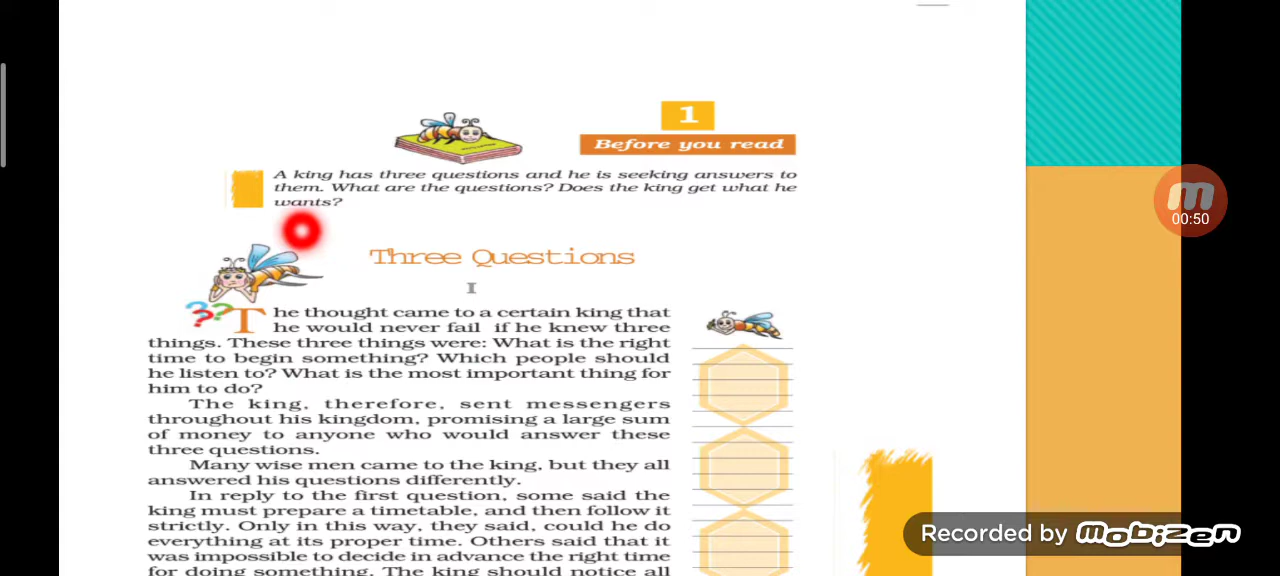 1
Before you read
A king has three questions and he is seeking answers to
them. What are the questions? Does the king get what he
wants?
Three Questions
I
The thought came to a certain king that
he would never fail if he knew three
things. These three things were: What is the right
time to begin something? Which people should
he listen to? What is the most important thing for
him to do?
The king, therefore, sent messengers
throughout his kingdom, promising a large sum
of money to anyone who would answer these
three questions.
Many wise men came to the king, but they all
answered his questions differently.
In reply to the first question, some said the
king must prepare a timetable, and then follow it
strictly. Only in this way, they said, could he do
everything at its proper time. Others said that it
was impossible to decide in advance the right time
for doing something. The king should notice all
00:50
Recorded by mobizen